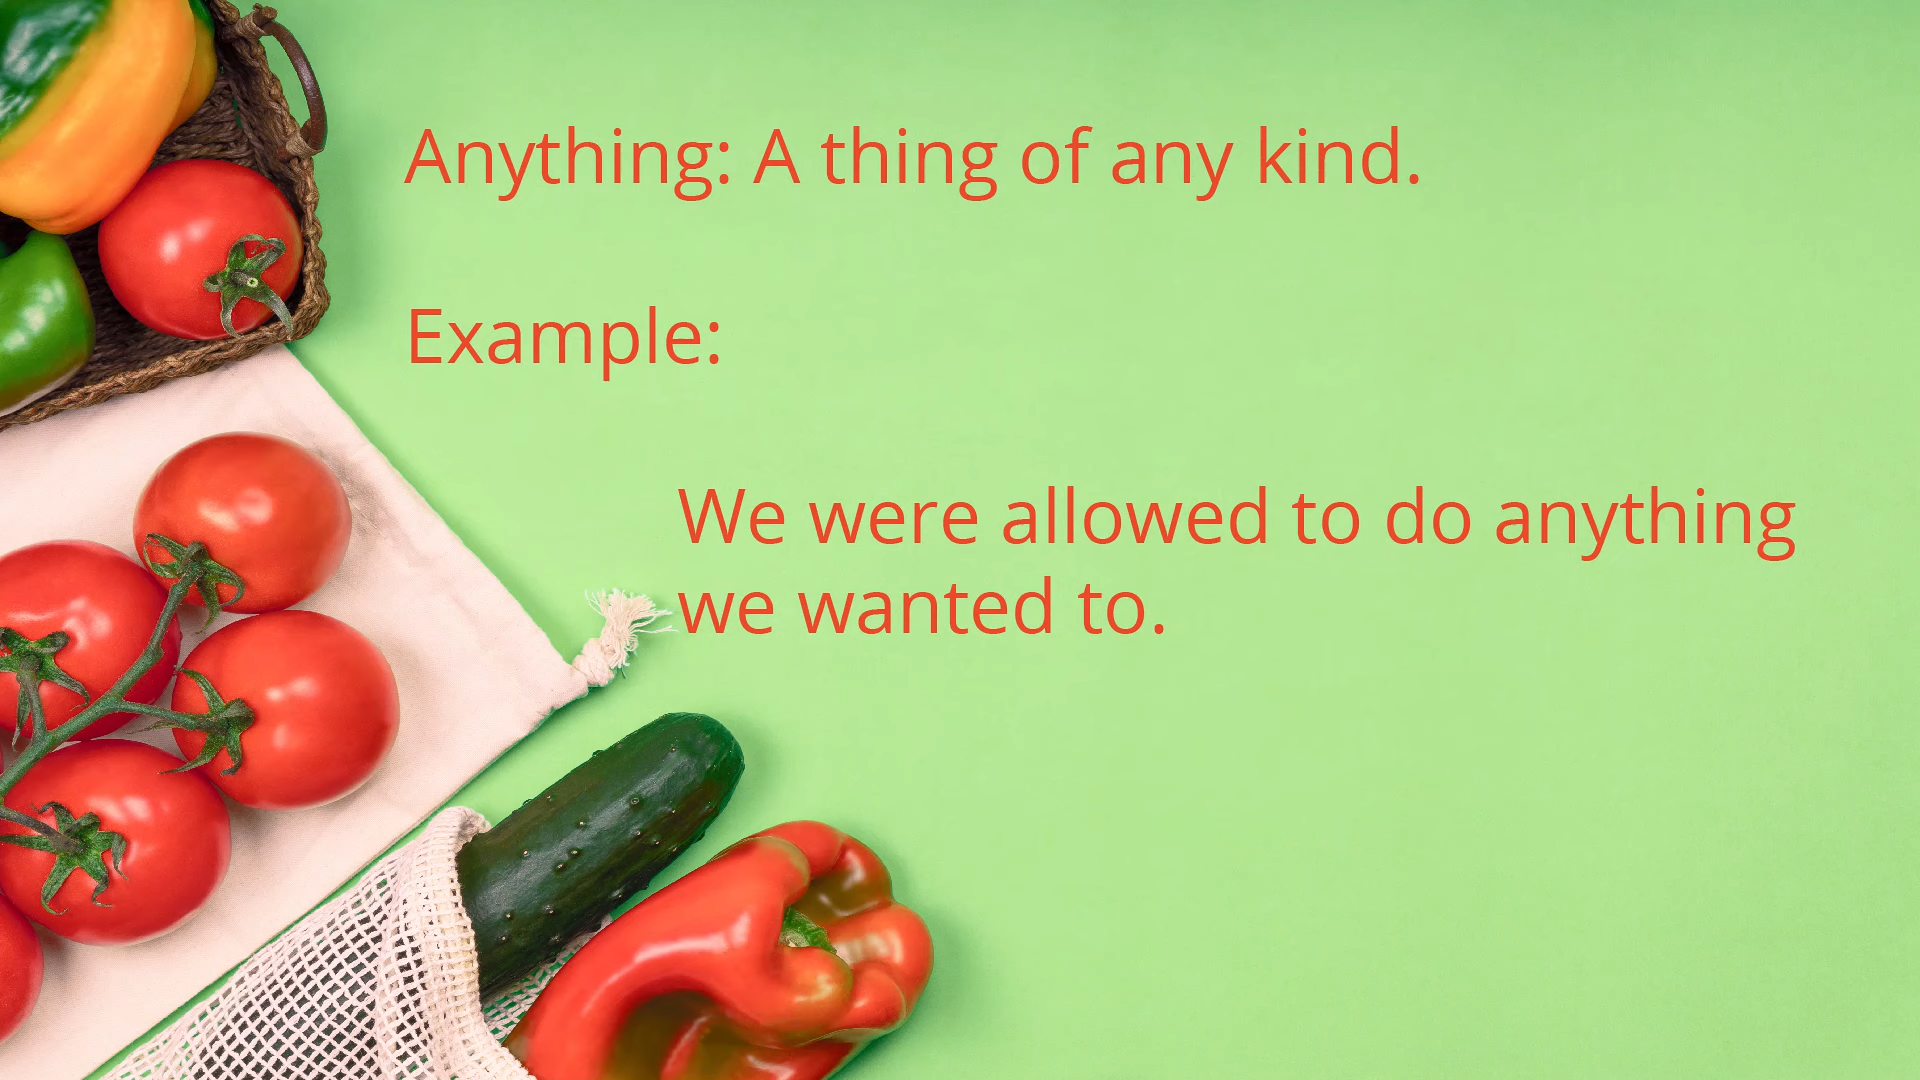 Anything: A thing of any kind.
Example:
We were allowed to do anything
we wanted to.